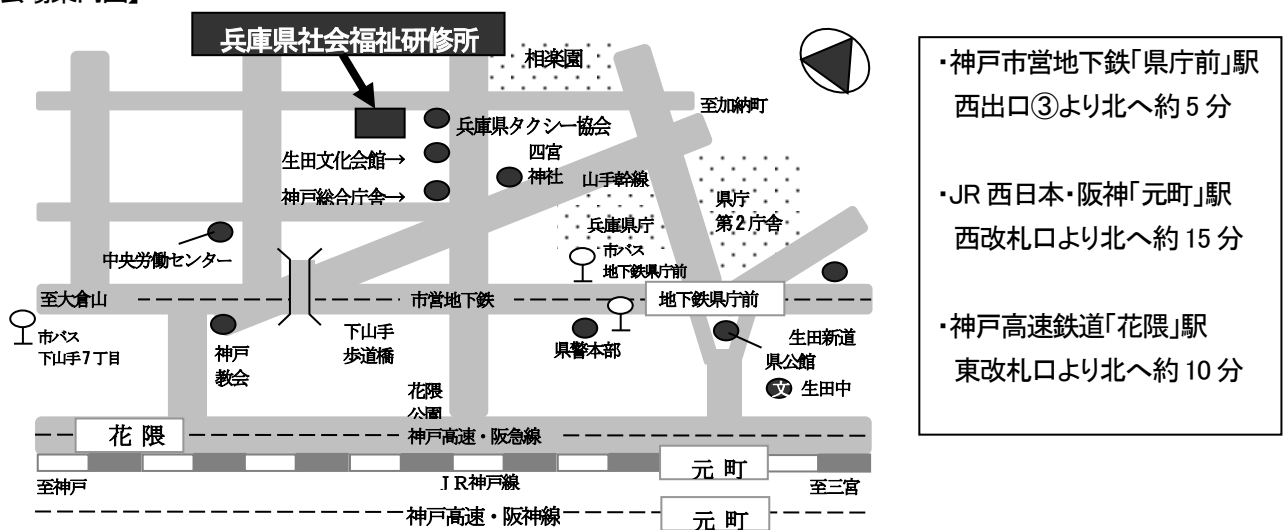 会場案内図】
兵庫県社会福祉研修所
相楽園
至加納町
兵庫県タクシー協会
生田文化会館→
四宮
神社
山手幹線
神戸総合庁舎→
県庁
第2庁舎
兵庫県庁
市バス
地下鉄県庁前
中央労働センター
至大倉山
市営地下鉄
地下鉄県庁前
市バス
下山手7丁目
神戸
教会
下山手
歩道橋
県警本部
生田新道
県公館
文 生田中
花隈
公園
花 隈
神戸高速・阪急線
元 町
至神戸
JR神戸線
至三宮
神戸高速・阪神線
元 町
・神戸市営地下鉄「県庁前」駅
西出口③より北へ約5分
・JR西日本・阪神「元町」駅
西改札口より北へ約15分
・神戸高速鉄道「花隈」駅
東改札口より北へ約10分